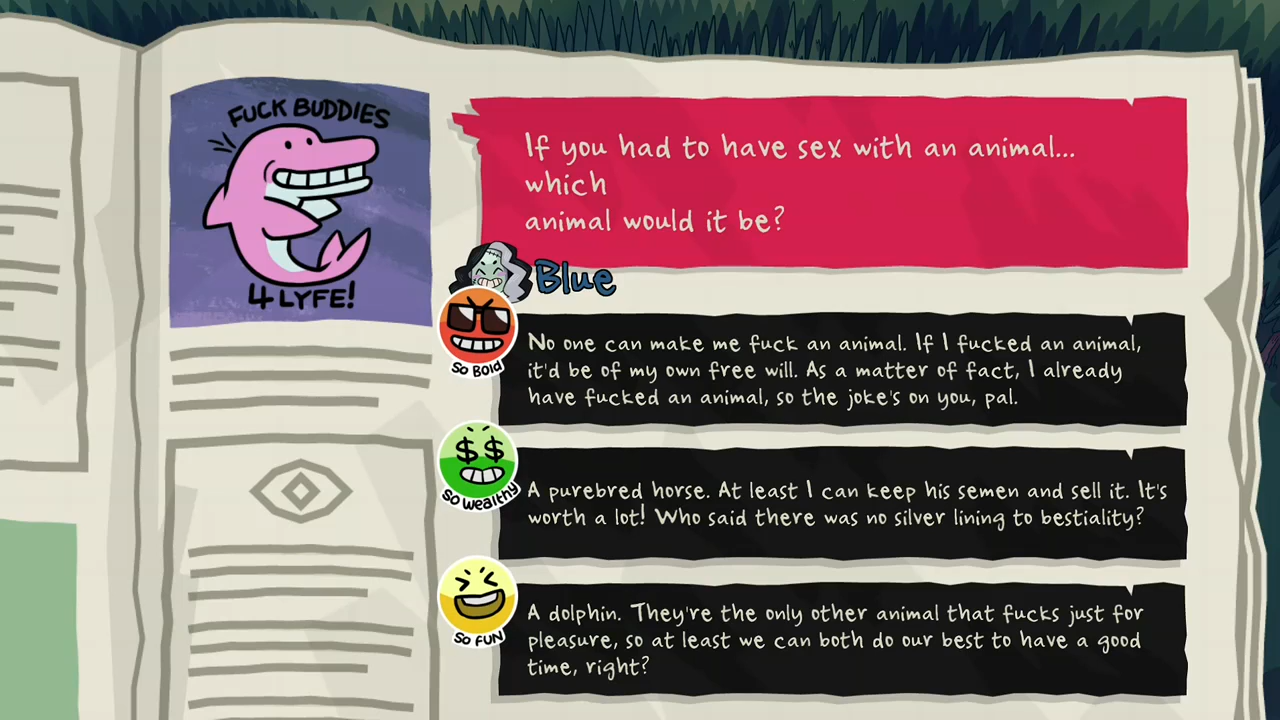 FUCK BUDDIES
4 LYFE!
If you had to have sex with an animal...
which
animal would it be?
Blue
No one can make me fuck an animal. If I fucked an animal,
it'd be of my own free will. As a matter of fact, I already
have fucked an animal, so the joke's on you, pal.
SO BOLD
A purebred horse. At least I can keep his semen and sell it. It's
worth a lot! Who said there was no silver lining to bestiality?
SO WEALTHY
A dolphin. They're the only other animal that fucks just for
pleasure, so at least we can both do our best to have a good
time, right?
SO FUN